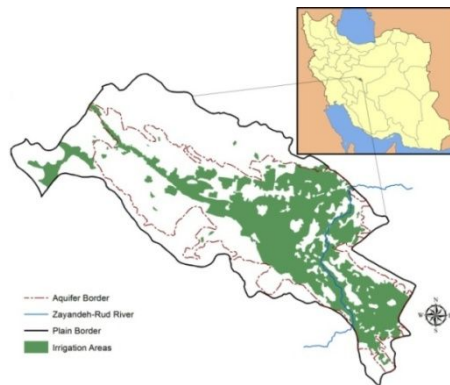 Aquifer Border
Zayandeh-Rud River
Plain Border
Irrigation Areas
N
W
E
S